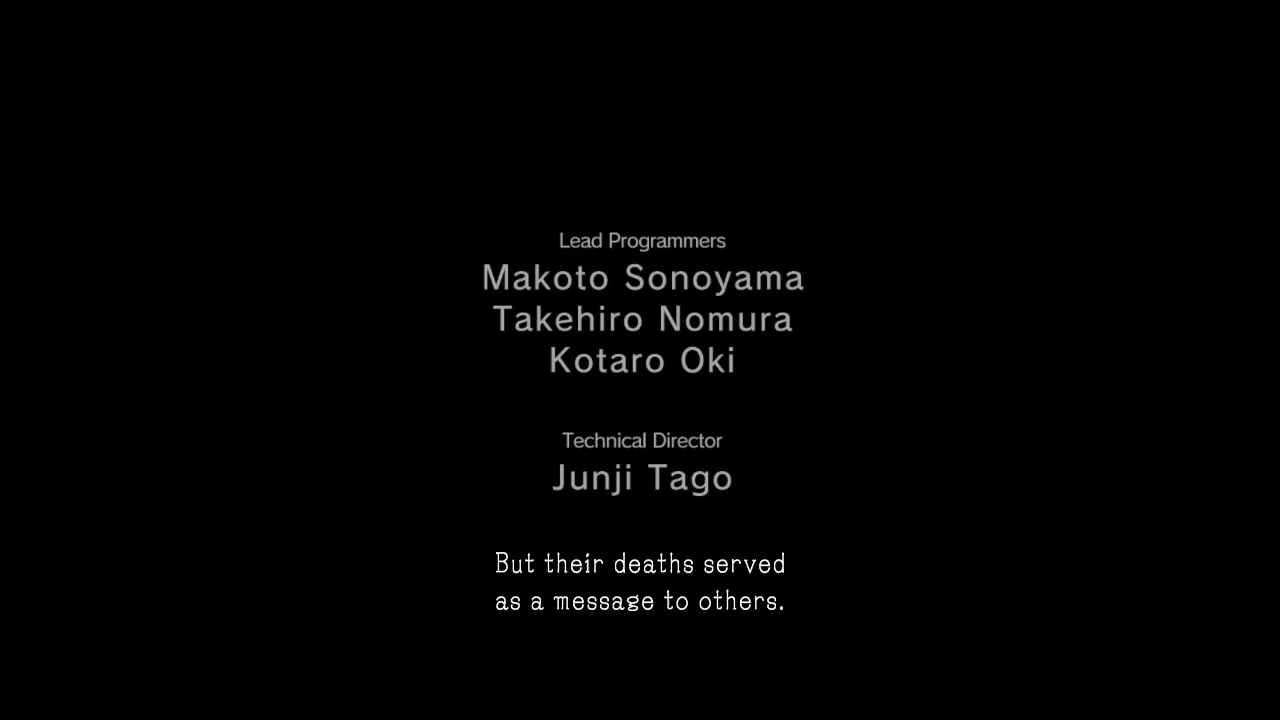 Lead Programmers
Makoto Sonoyama
Takehiro Nomura
Kotaro Oki
Technical Director
Junji Tago
But their deaths served
as a message to others.